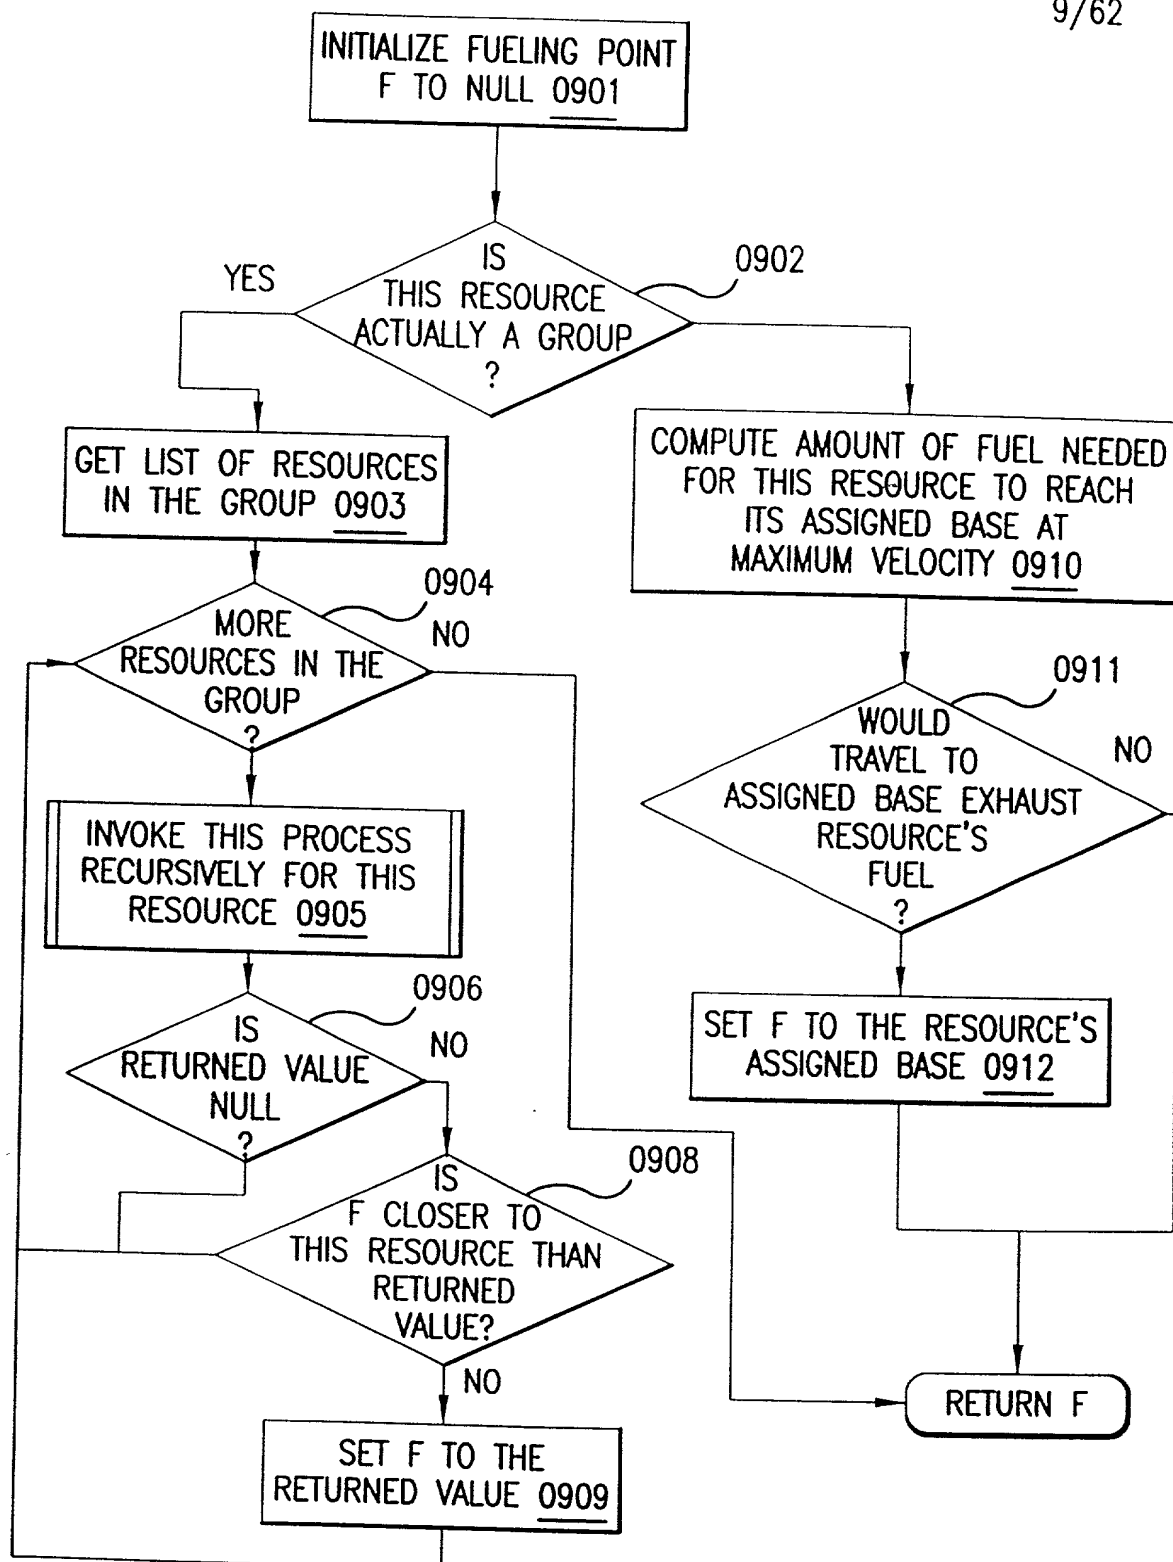 9/62
INITIALIZE FUELING POINT
F TO NULL 0901
IS
THIS RESOURCE
ACTUALLY A GROUP
?
0902
YES
GET LIST OF RESOURCES
IN THE GROUP 0903
MORE
RESOURCES IN THE
GROUP
?
0904
NO
INVOKE THIS PROCESS
RECURSIVELY FOR THIS
RESOURCE 0905
IS
RETURNED VALUE
NULL
?
0906
NO
IS
F CLOSER TO
THIS RESOURCE THAN
RETURNED
VALUE?
0908
NO
SET F TO THE
RETURNED VALUE 0909
COMPUTE AMOUNT OF FUEL NEEDED
FOR THIS RESOURCE TO REACH
ITS ASSIGNED BASE AT
MAXIMUM VELOCITY 0910
WOULD
TRAVEL TO
ASSIGNED BASE EXHAUST
RESOURCE'S
FUEL
?
0911
NO
SET F TO THE RESOURCE'S
ASSIGNED BASE 0912
RETURN F